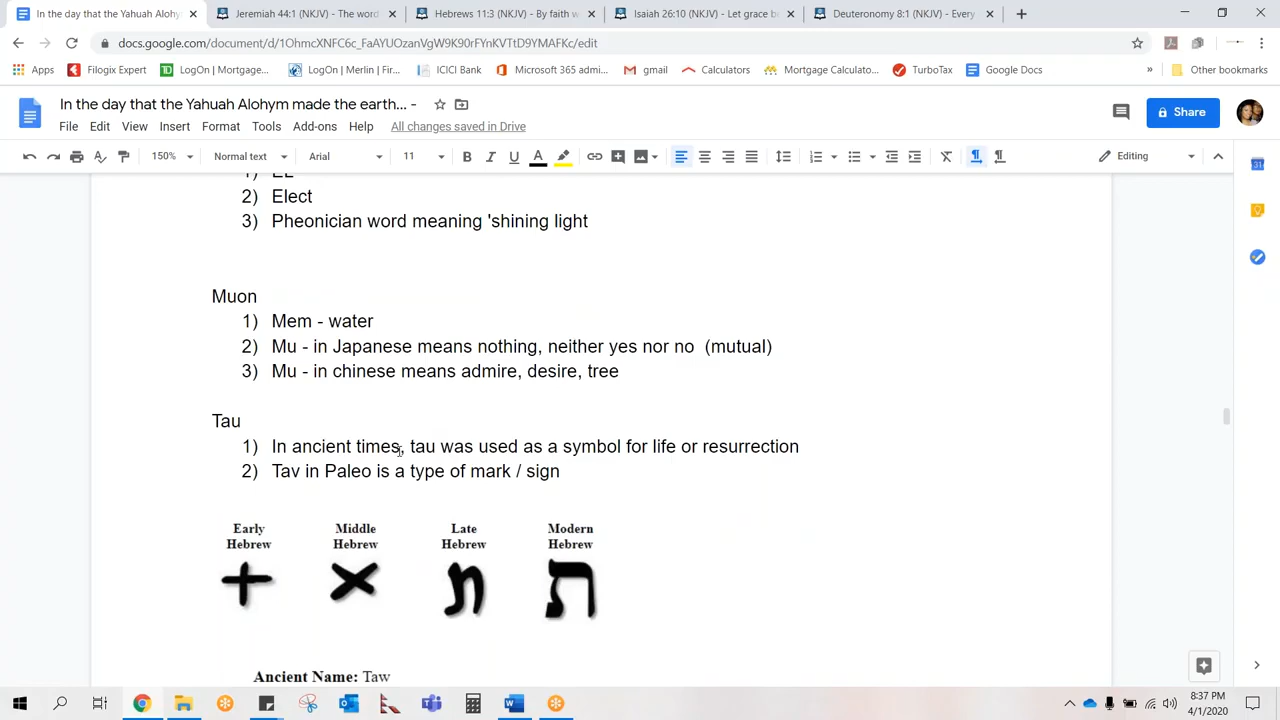 In the day that the Yahuah Alohy
Jeremiah 44:1 (NKJV) - The word
Hebrews 11:3 (NKJV) - By faith w
Isaiah 26:10 (NKJV) - Let grace b
Deuteronomy 8:1 (NKJV) - Every
docs.google.com/document/d/1OhmcXNFC6c_FaAYUOzanVgW9K90rFYnKVTtD9YMAFKc/edit
Apps
Filogix Expert
LogOn | Mortgage...
LogOn | Merlin | Fir...
ICICI Bank
Microsoft 365 admi...
gmail
Calculators
Mortgage Calculato...
TurboTax
Google Docs
»
Other bookmarks
In the day that the Yahuah Alohym made the earth... -
Share
File Edit View Insert Format Tools Add-ons Help All changes saved in Drive
150% Normal text Arial 11 B I U A Editing
1) EL
2) Elect
3) Pheonician word meaning 'shining light
Muon
1) Mem - water
2) Mu - in Japanese means nothing, neither yes nor no (mutual)
3) Mu - in chinese means admire, desire, tree
Tau
1) In ancient times, tau was used as a symbol for life or resurrection
2) Tav in Paleo is a type of mark / sign
Early Hebrew
Middle Hebrew
Late Hebrew
Modern Hebrew
ת
Ancient Name: Taw
31
8:37 PM
4/1/2020